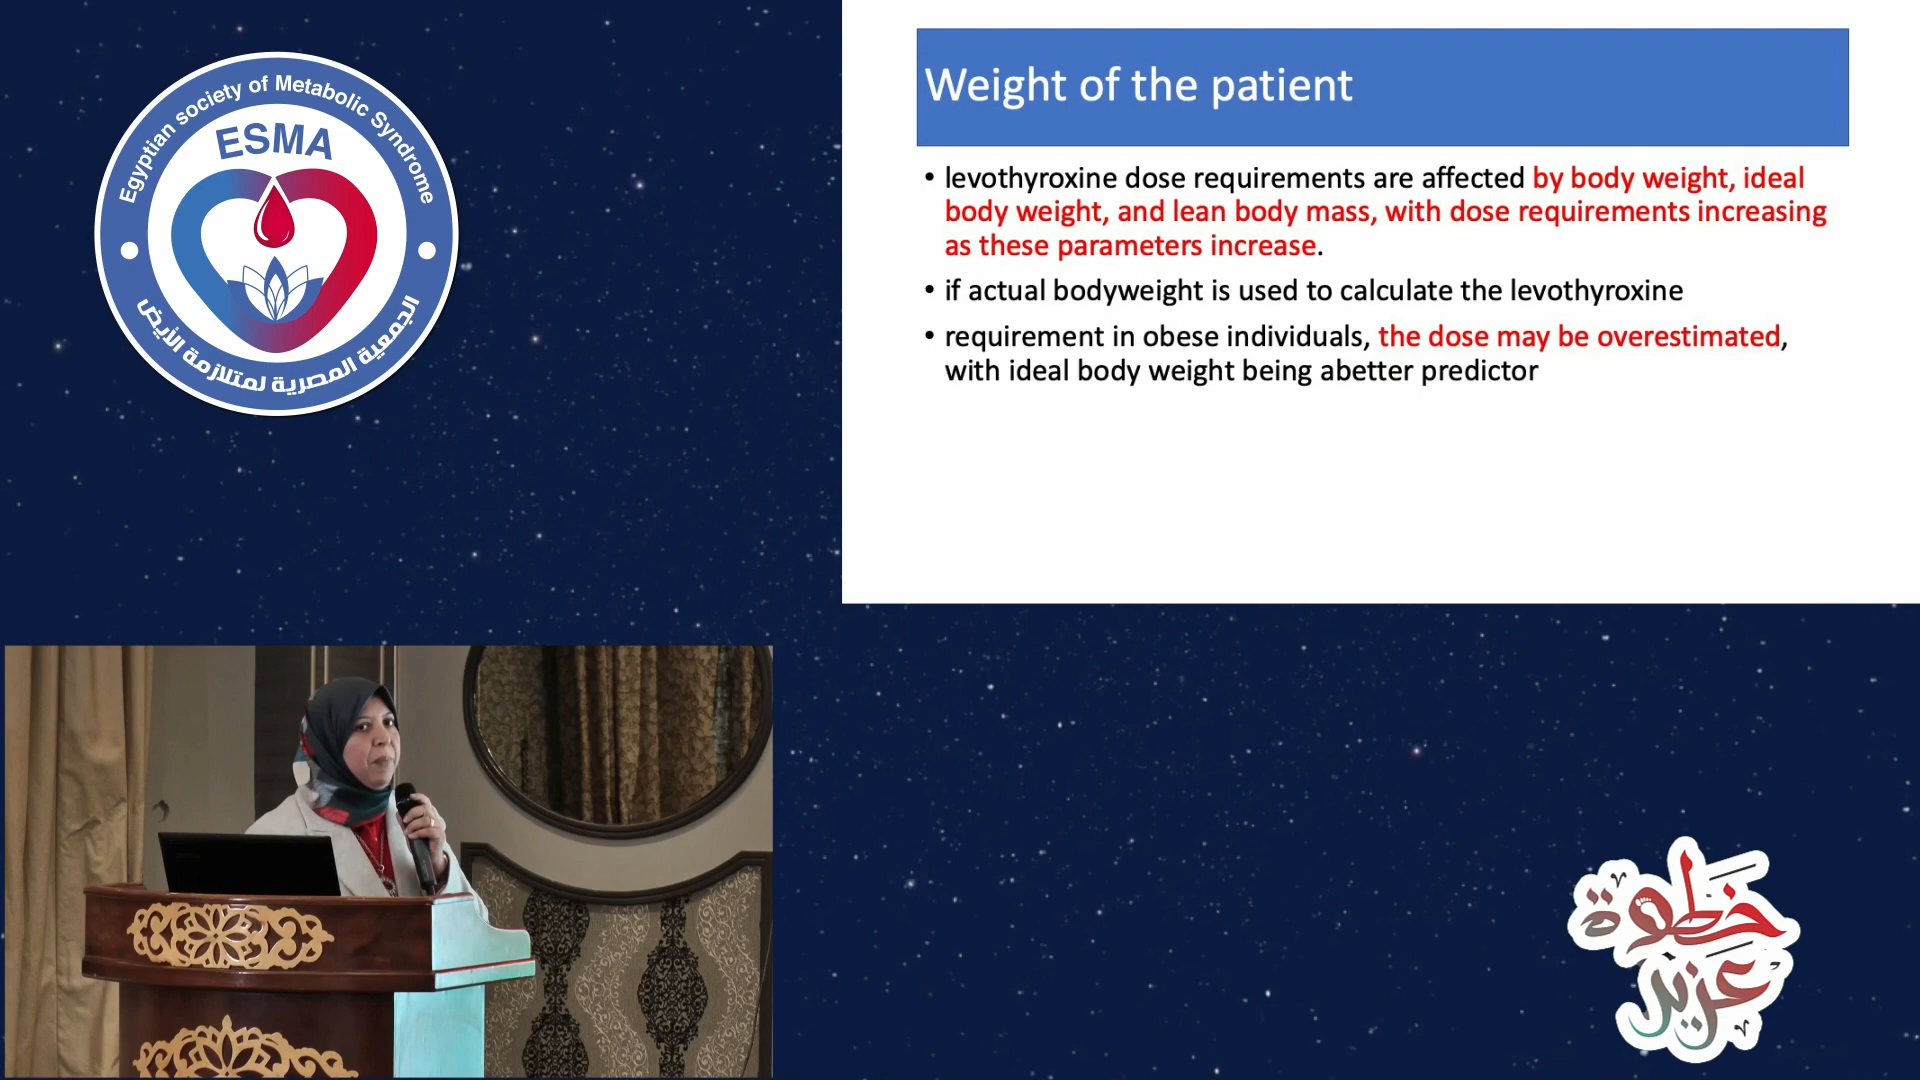 Egyptian society of Metabolic Syndrome
ESMA
الجمعية المصرية لمتلازمة الأيض
Weight of the patient
• levothyroxine dose requirements are affected by body weight, ideal
body weight, and lean body mass, with dose requirements increasing
as these parameters increase.
• if actual bodyweight is used to calculate the levothyroxine
• requirement in obese individuals, the dose may be overestimated,
with ideal body weight being abetter predictor
خطوة
عزيز